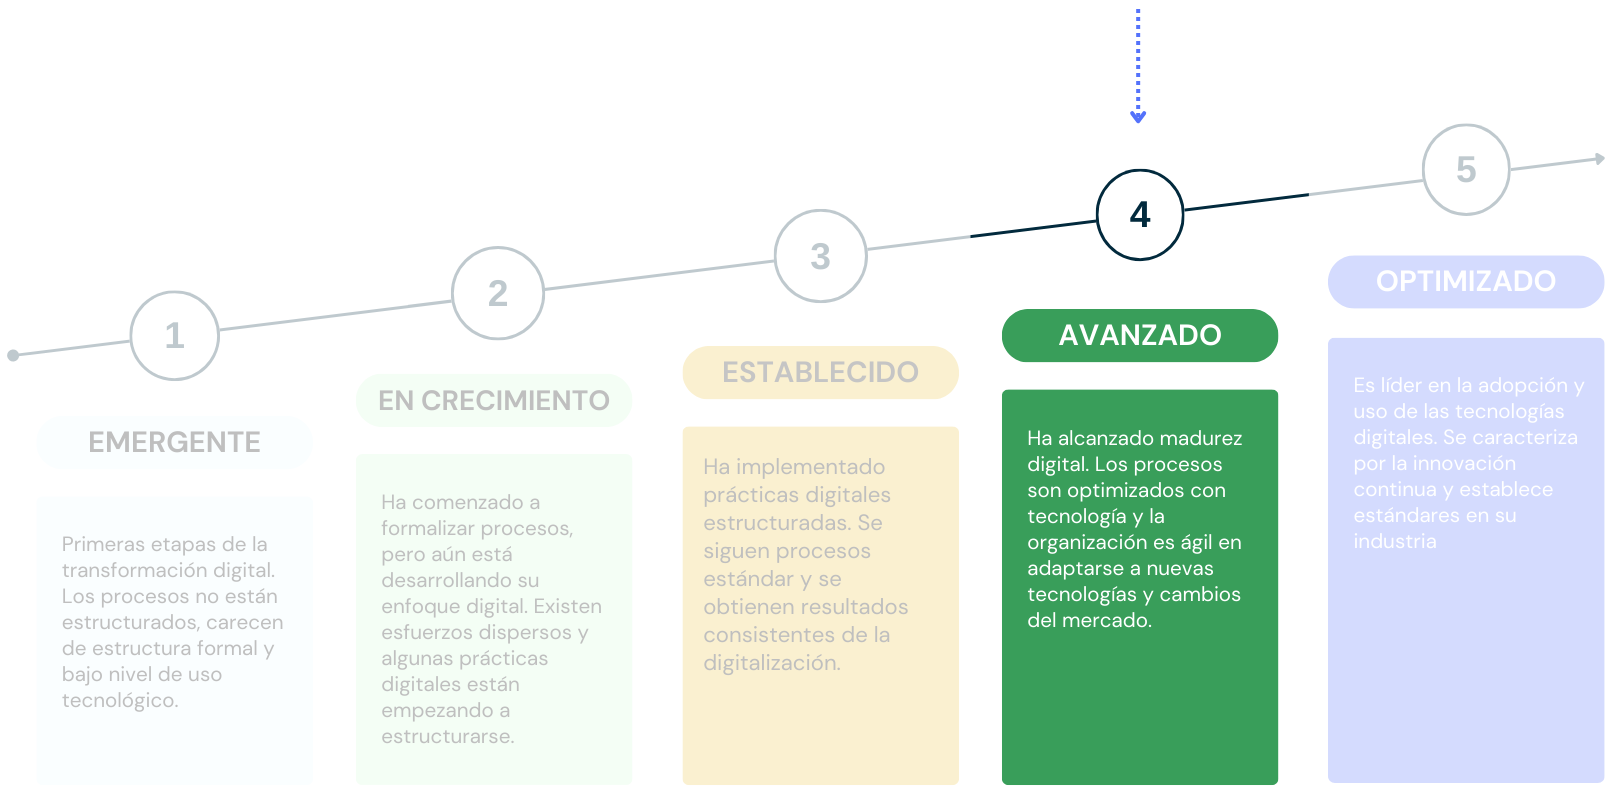 1
EMERGENTE
Primeras etapas de la
transformación digital.
Los procesos no están
estructurados, carecen
de estructura formal y
bajo nivel de uso
tecnológico.
2
EN CRECIMIENTO
Ha comenzado a
formalizar procesos,
pero aún está
desarrollando su
enfoque digital. Existen
esfuerzos dispersos y
algunas prácticas
digitales están
empezando a
estructurarse.
3
ESTABLECIDO
Ha implementado
prácticas digitales
estructuradas. Se
siguen procesos
estándar y se
obtienen resultados
consistentes de la
digitalización.
4
AVANZADO
Ha alcanzado madurez
digital. Los procesos
son optimizados con
tecnología y la
organización es ágil en
adaptarse a nuevas
tecnologías y cambios
del mercado.
5
OPTIMIZADO
Es líder en la adopción y
uso de las tecnologías
digitales. Se caracteriza
por la innovación
continua y establece
estándares en su
industria